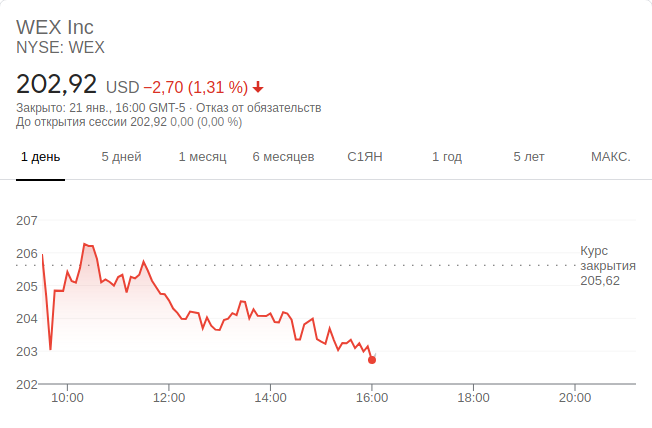 WEX Inc
NYSE: WEX
202,92 USD −2,70 (1,31 %)
Закрыто: 21 янв., 16:00 GMT-5 · Отказ от обязательств
До открытия сессии 202,92 0,00 (0,00 %)
1 день 5 дней 1 месяц 6 месяцев С1ЯН 1 год 5 лет МАКС.
207
206
205
204
203
202
Курс
закрытия
205,62
10:00 12:00 14:00 16:00 18:00 20:00